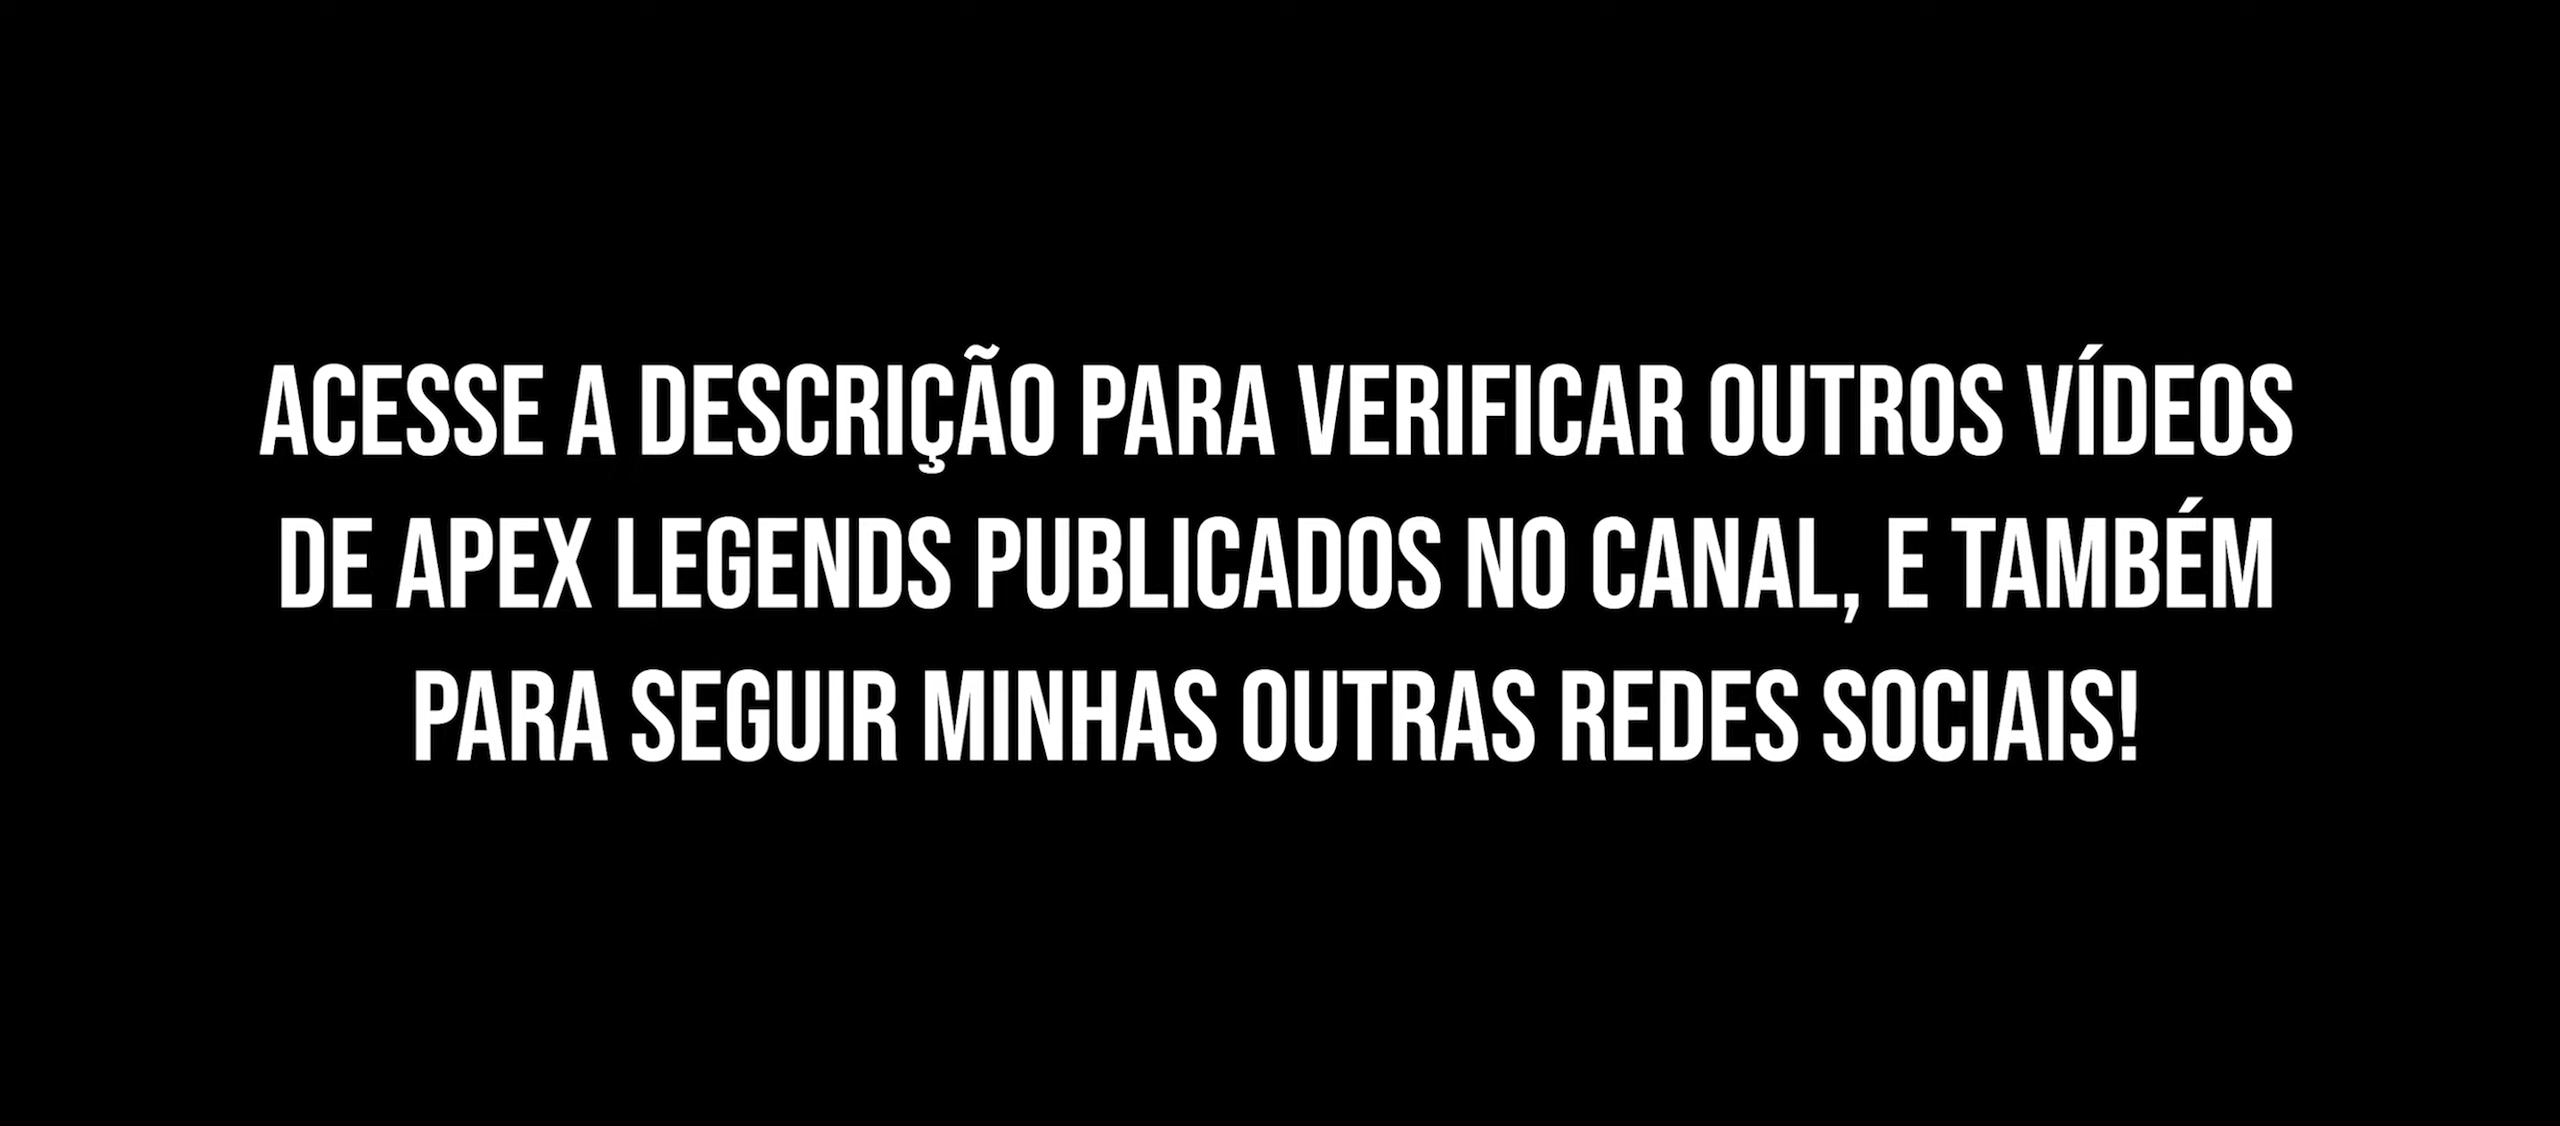 ACESSE A DESCRIÇÃO PARA VERIFICAR OUTROS VÍDEOS
DE APEX LEGENDS PUBLICADOS NO CANAL, E TAMBÉM
PARA SEGUIR MINHAS OUTRAS REDES SOCIAIS!